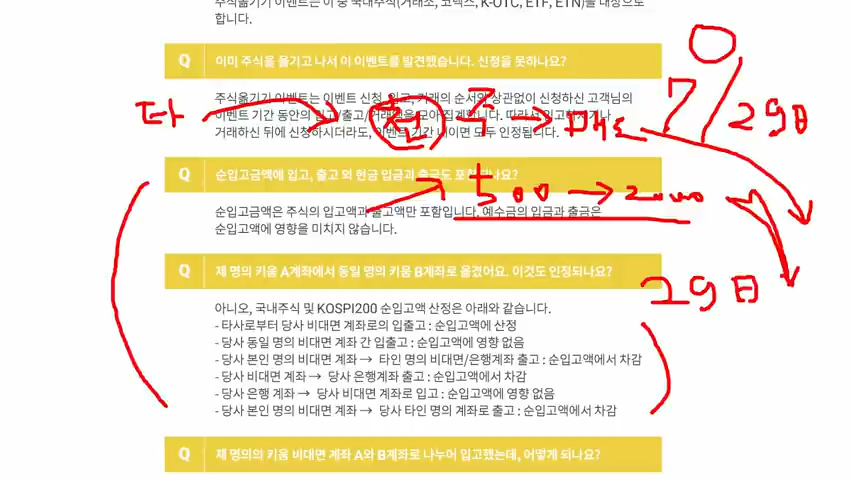 주식옮기기 이벤트는 이 중 국내주식(거래소, 코넥스, K-OTC, ETF, ETN)을 대상으로
합니다.
Q 이미 주식을 옮기고 나서 이 이벤트를 발견했습니다. 신청을 못하나요?
주식옮기기 이벤트는 이벤트 신청, 입고, 거래의 순서와 상관없이 신청하신 고객님의
이벤트 기간 동안의 입고/출고/거래 모아 집계합니다. 따라서 입고하시거나
거래하신 뒤에 신청하시더라도, 이벤트 기간 내이면 모두 인정됩니다.
타
7/29日
Q 순입고금액에 입고, 출고 외 현금 입금과 출금도 포함되나요?
500 → 2000
순입고금액은 주식의 입고액과 출고액만 포함입니다. 예수금의 입금과 출금은
순입고액에 영향을 미치지 않습니다.
29日
Q 제 명의 키움 A계좌에서 동일 명의 키움 B계좌로 옮겼어요. 이것도 인정되나요?
아니오, 국내주식 및 KOSPI200 순입고액 산정은 아래와 같습니다.
- 타사로부터 당사 비대면 계좌로의 입출고 : 순입고액에 산정
- 당사 동일 명의 비대면 계좌 간 입출고 : 순입고액에 영향 없음
- 당사 본인 명의 비대면 계좌 → 타인 명의 비대면/은행계좌 출고 : 순입고액에서 차감
- 당사 비대면 계좌 → 당사 은행계좌 출고 : 순입고액에서 차감
- 당사 은행 계좌 → 당사 비대면 계좌로 입고 : 순입고액에 영향 없음
- 당사 본인 명의 비대면 계좌 → 당사 타인 명의 계좌로 출고 : 순입고액에서 차감
Q 제 명의의 키움 비대면 계좌 A와 B계좌로 나누어 입고했는데, 어떻게 되나요?